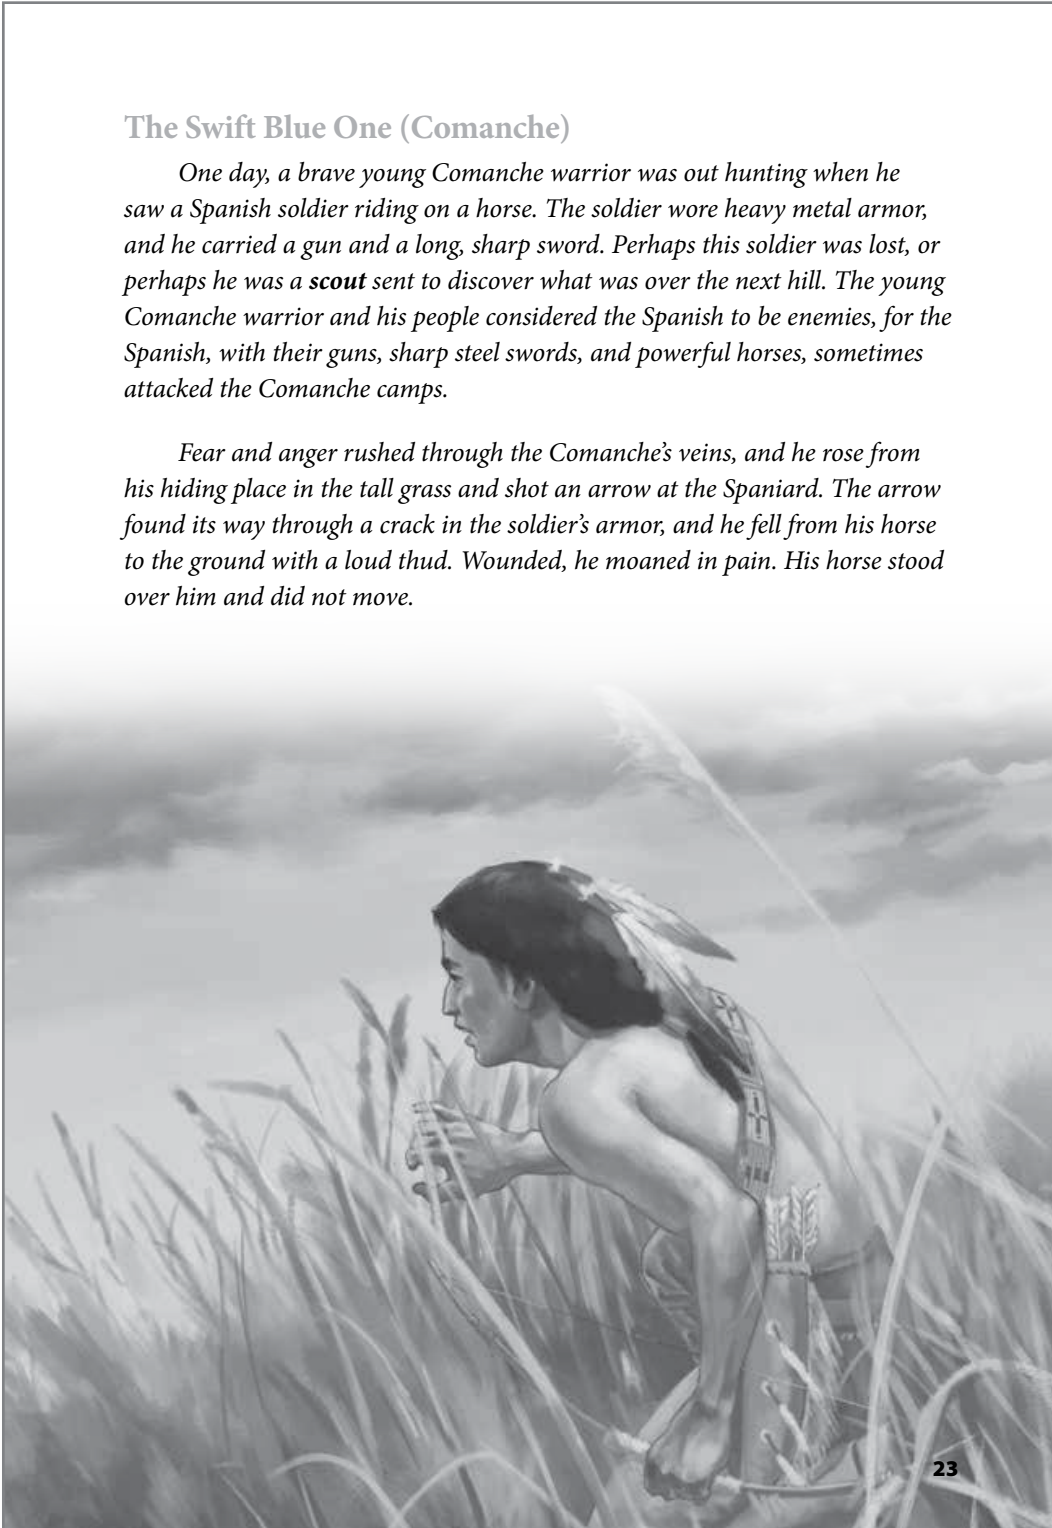 The Swift Blue One (Comanche)
One day, a brave young Comanche warrior was out hunting when he
saw a Spanish soldier riding on a horse. The soldier wore heavy metal armor,
and he carried a gun and a long, sharp sword. Perhaps this soldier was lost, or
perhaps he was a scout sent to discover what was over the next hill. The young
Comanche warrior and his people considered the Spanish to be enemies, for the
Spanish, with their guns, sharp steel swords, and powerful horses, sometimes
attacked the Comanche camps.
Fear and anger rushed through the Comanche’s veins, and he rose from
his hiding place in the tall grass and shot an arrow at the Spaniard. The arrow
found its way through a crack in the soldier’s armor, and he fell from his horse
to the ground with a loud thud. Wounded, he moaned in pain. His horse stood
over him and did not move.
23